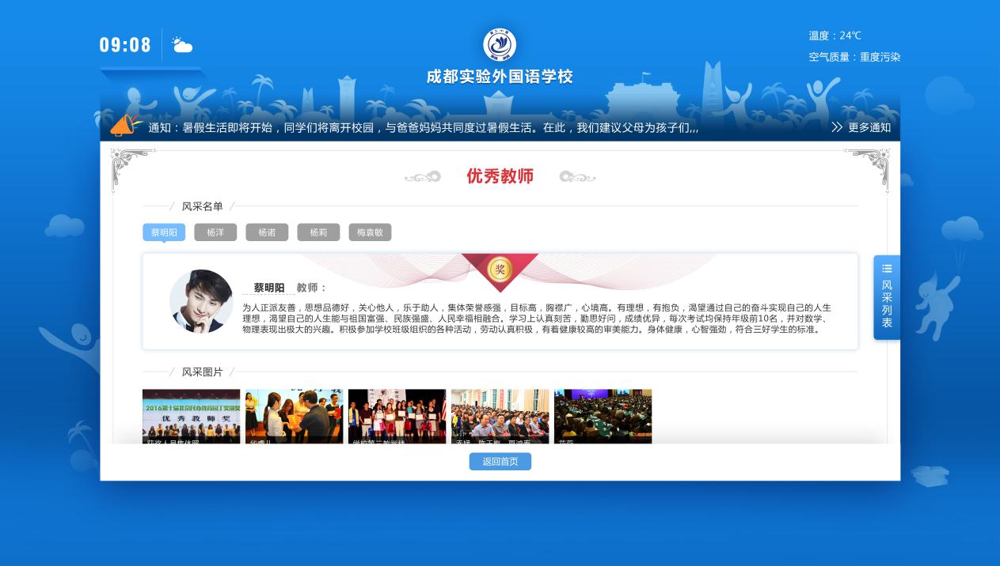 09:08
温度：24℃
空气质量：重度污染
成都实验外国语学校
通知：暑假生活即将开始，同学们将离开校园，与爸爸妈妈共同度过暑假生活。在此，我们建议父母为孩子们,,,
更多通知
优秀教师
风采名单
蔡明阳
杨洋
杨诺
杨莉
梅袁敏
奖
蔡明阳 教师：
为人正派友善，思想品德好，关心他人，乐于助人，集体荣誉感强，目标高，胸襟广，心境高。有理想，有抱负，渴望通过自己的奋斗实现自己的人生
理想，渴望自己的人生能与祖国富强、民族强盛、人民幸福相融合。学习上认真刻苦，勤思好问，成绩优异，每次考试均保持年级前10名，并对数学、
物理表现出极大的兴趣。积极参加学校班级组织的各种活动，劳动认真积极，有着健康较高的审美能力。身体健康，心智强劲，符合三好学生的标准。
风采列表
风采图片
2016第十届北京民办教育园丁奖颁奖
优秀教师奖
返回首页